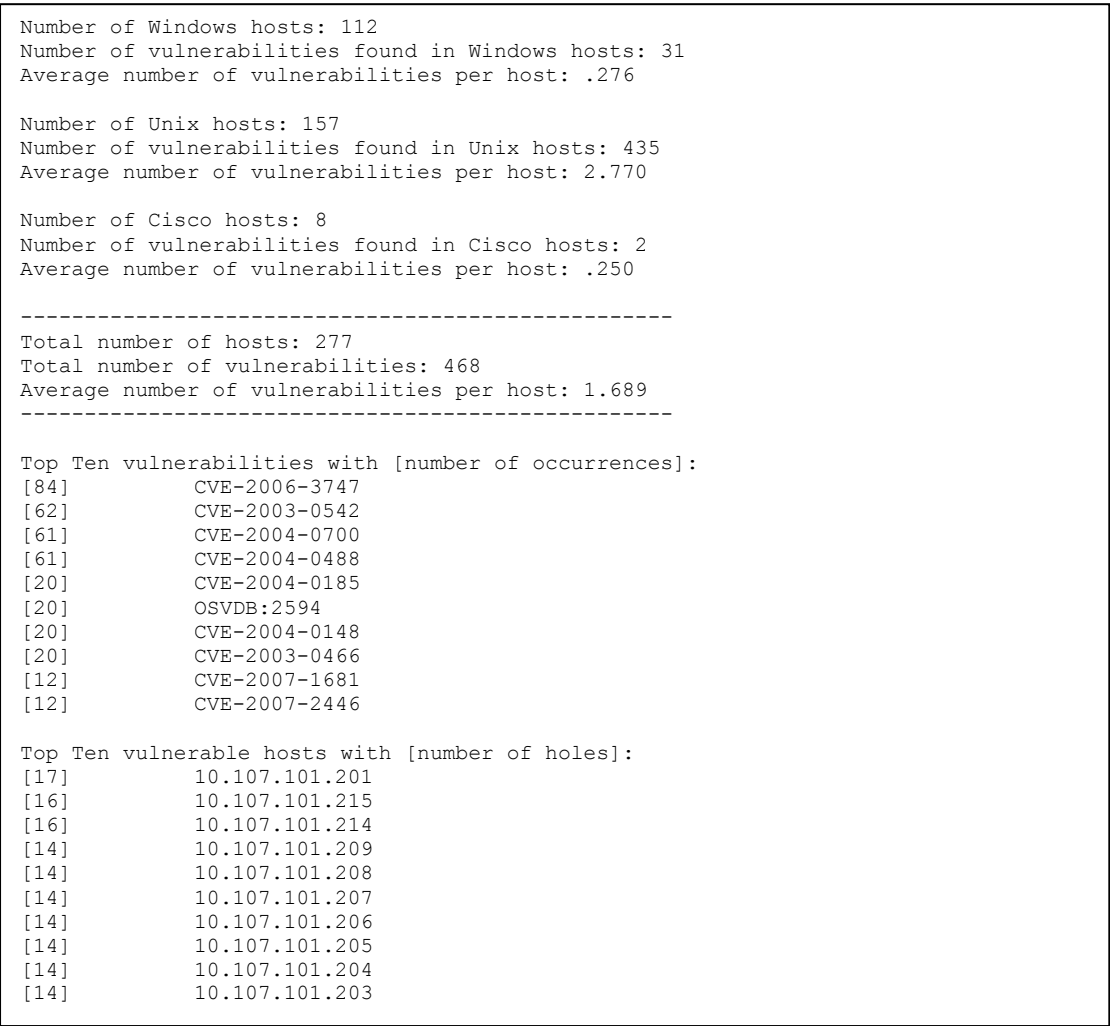 Number of Windows hosts: 112
Number of vulnerabilities found in Windows hosts: 31
Average number of vulnerabilities per host: .276

Number of Unix hosts: 157
Number of vulnerabilities found in Unix hosts: 435
Average number of vulnerabilities per host: 2.770

Number of Cisco hosts: 8
Number of vulnerabilities found in Cisco hosts: 2
Average number of vulnerabilities per host: .250

---------------------------------------------------
Total number of hosts: 277
Total number of vulnerabilities: 468
Average number of vulnerabilities per host: 1.689
---------------------------------------------------

Top Ten vulnerabilities with [number of occurrences]:
[84] CVE-2006-3747
[62] CVE-2003-0542
[61] CVE-2004-0700
[61] CVE-2004-0488
[20] CVE-2004-0185
[20] OSVDB:2594
[20] CVE-2004-0148
[20] CVE-2003-0466
[12] CVE-2007-1681
[12] CVE-2007-2446

Top Ten vulnerable hosts with [number of holes]:
[17] 10.107.101.201
[16] 10.107.101.215
[16] 10.107.101.214
[14] 10.107.101.209
[14] 10.107.101.208
[14] 10.107.101.207
[14] 10.107.101.206
[14] 10.107.101.205
[14] 10.107.101.204
[14] 10.107.101.203